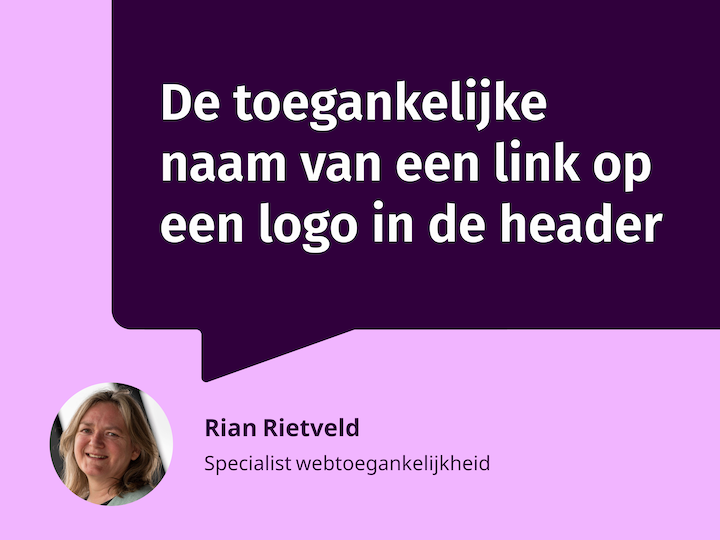 De toegankelijke
naam van een link op
een logo in de header
Rian Rietveld
Specialist webtoegankelijkheid